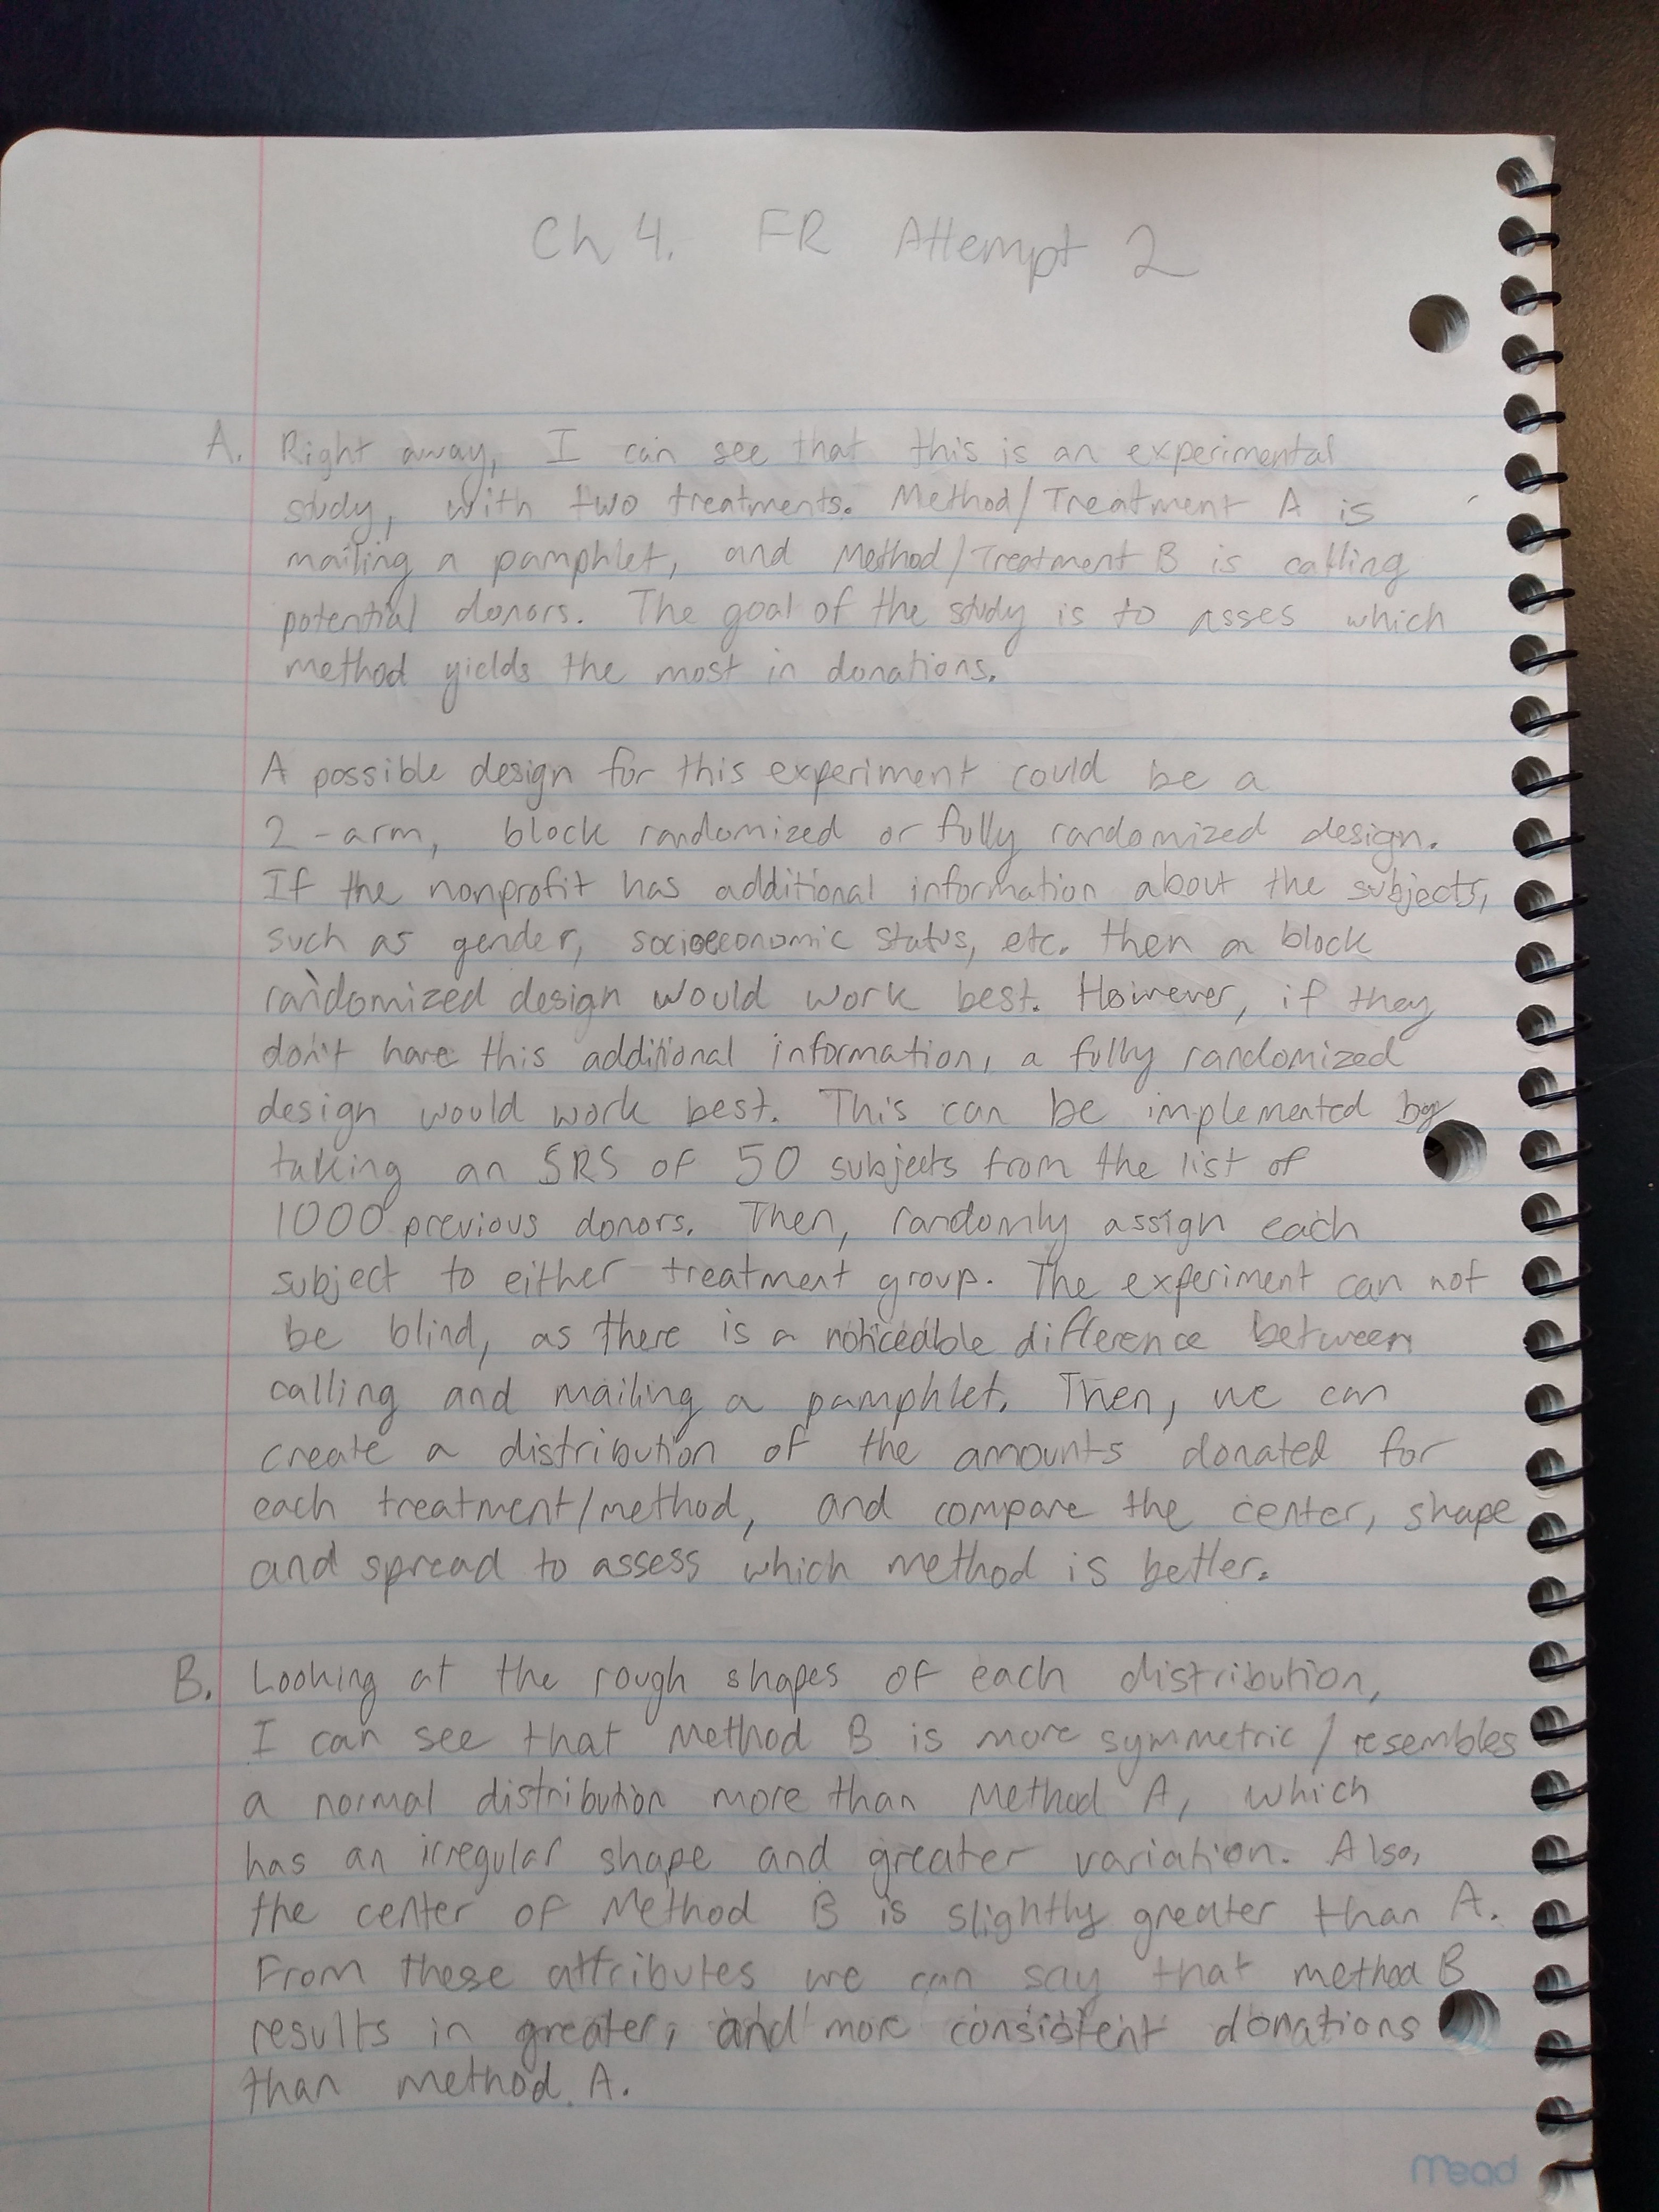 Ch 4. FR Attempt 2
A. Right away, I can see that this is an experimental
study, with two treatments. Method/Treatment A is
mailing a pamphlet, and Method/Treatment B is calling
potential donors. The goal of the study is to asses which
method yields the most in donations.
A possible design for this experiment could be a
2-arm, block randomized or fully randomized design.
If the nonprofit has additional information about the subjects,
such as gender, socioeconomic status, etc. then a block
randomized design would work best. However, if they
don't have this additional information, a fully randomized
design would work best. This can be implemented by
taking an SRS of 50 subjects from the list of
1000 previous donors. Then, randomly assign each
subject to either treatment group. The experiment can not
be blind, as there is a noticeable difference between
calling and mailing a pamphlet. Then, we can
create a distribution of the amounts donated for
each treatment/method, and compare the center, shape
and spread to assess which method is better.
B. Looking at the rough shapes of each distribution,
I can see that Method B is more symmetric/resembles
a normal distribution more than Method A, which
has an irregular shape and greater variation. Also,
the center of Method B is slightly greater than A.
From these attributes we can say that method B
results in greater, and more consistent donations
than method A.
Mead